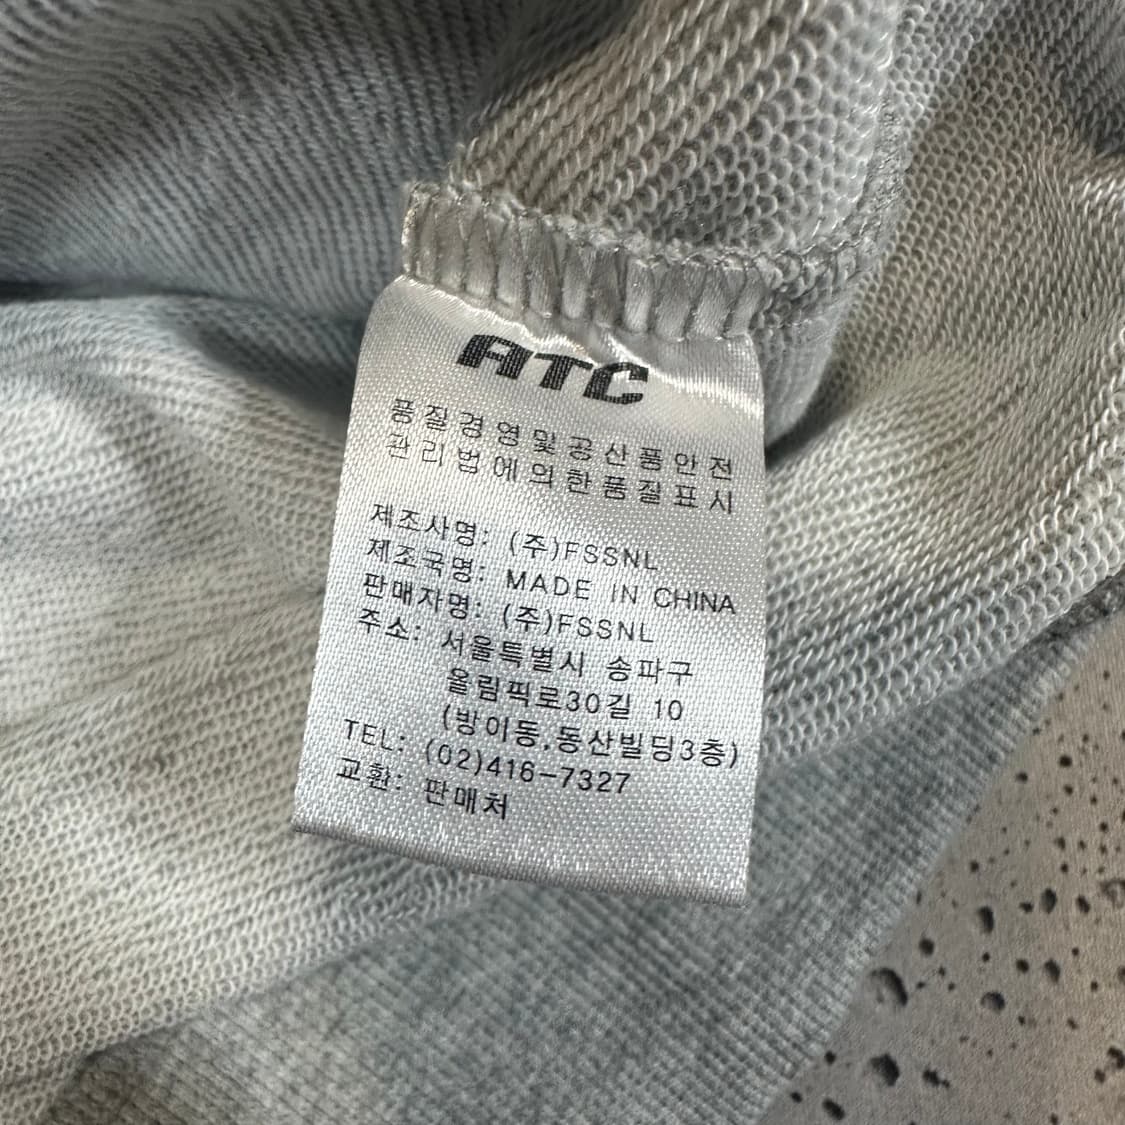 ATC
품질경영및공산품안전
관리법에의한품질표시
제조사명: (주)FSSNL
제조국명: MADE IN CHINA
판매자명: (주)FSSNL
주소: 서울특별시 송파구
올림픽로30길 10
(방이동,동산빌딩3층)
TEL: (02)416-7327
교환: 판매처